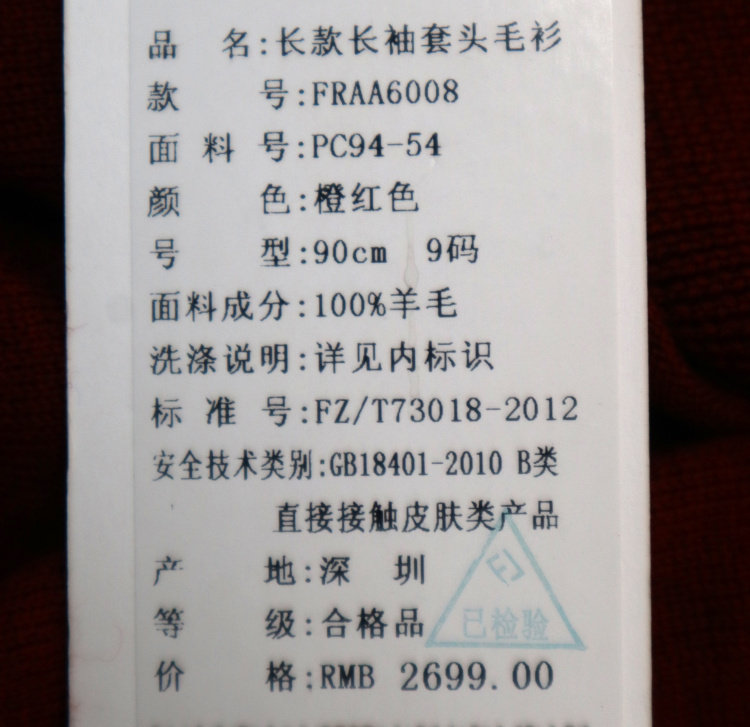 品 名:长款长袖套头毛衫
款 号:FRAA6008
面 料 号:PC94-54
颜 色:橙红色
号 型:90cm 9码
面料成分:100%羊毛
洗涤说明:详见内标识
标 准 号:FZ/T73018-2012
安全技术类别:GB18401-2010 B类
直接接触皮肤类产品
产 地:深 圳
等 级:合格品
已检验
价 格:RMB 2699.00